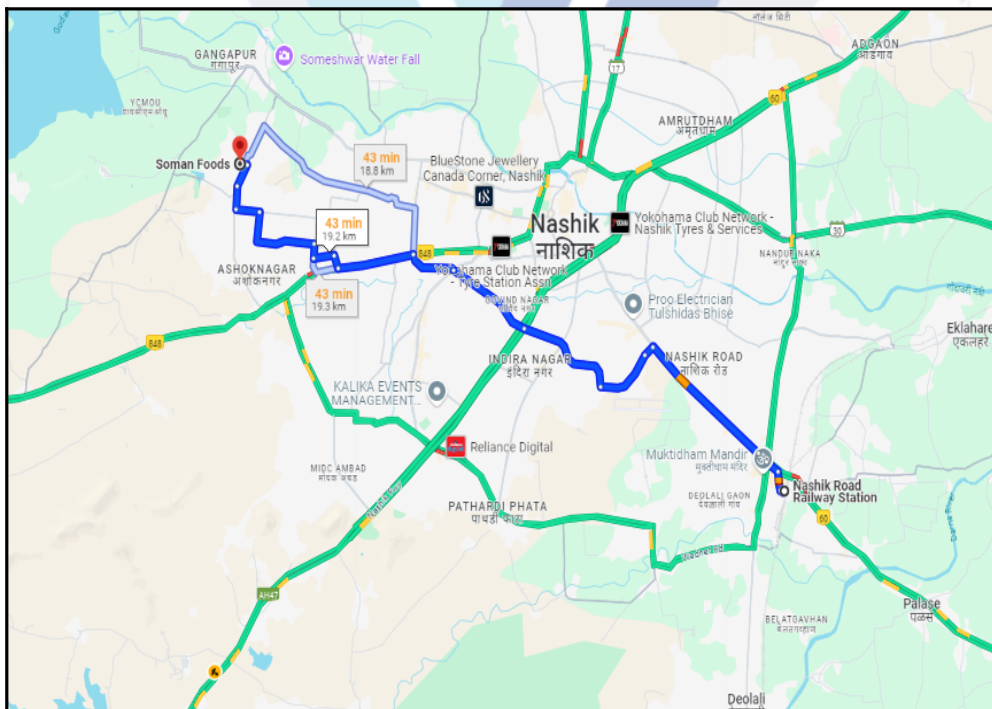 GANGAPUR
गंगापूर
Someshwar Water Fall
YCMOU
Soman Foods
43 min
18.8 km
BlueStone Jewellery
Canada Corner, Nashik
17
60
ADGAON
आडगाव
AMRUTDHAM
अमृतधाम
43 min
19.2 km
848
Nashik
नाशिक
Yokohama Club Network -
Nashik Tyres & Services
30
NANDUR NAKA
ASHOKNAGAR
अशोकनगर
Yokohama Club Network
- Tyre Station Assn
GOVIND NAGAR
43 min
19.3 km
Proo Electrician
Tulshidas Bhise
Eklahare
एकलहरे
848
INDIRA NAGAR
इंदिरा नगर
NASHIK ROAD
नाशिक रोड
KALIKA EVENTS
MANAGEMENT...
Reliance Digital
Muktidham Mandir
मुक्तीधाम मंदिर
MIDC AMBAD
Nashik Road
Railway Station
DEOLALI GAON
देवळाली गाव
PATHARDI PHATA
पाथर्डी फाटा
60
AH47
Palase
पळसे
BELATGAVHAN
बेलतगव्हाण
Deolali